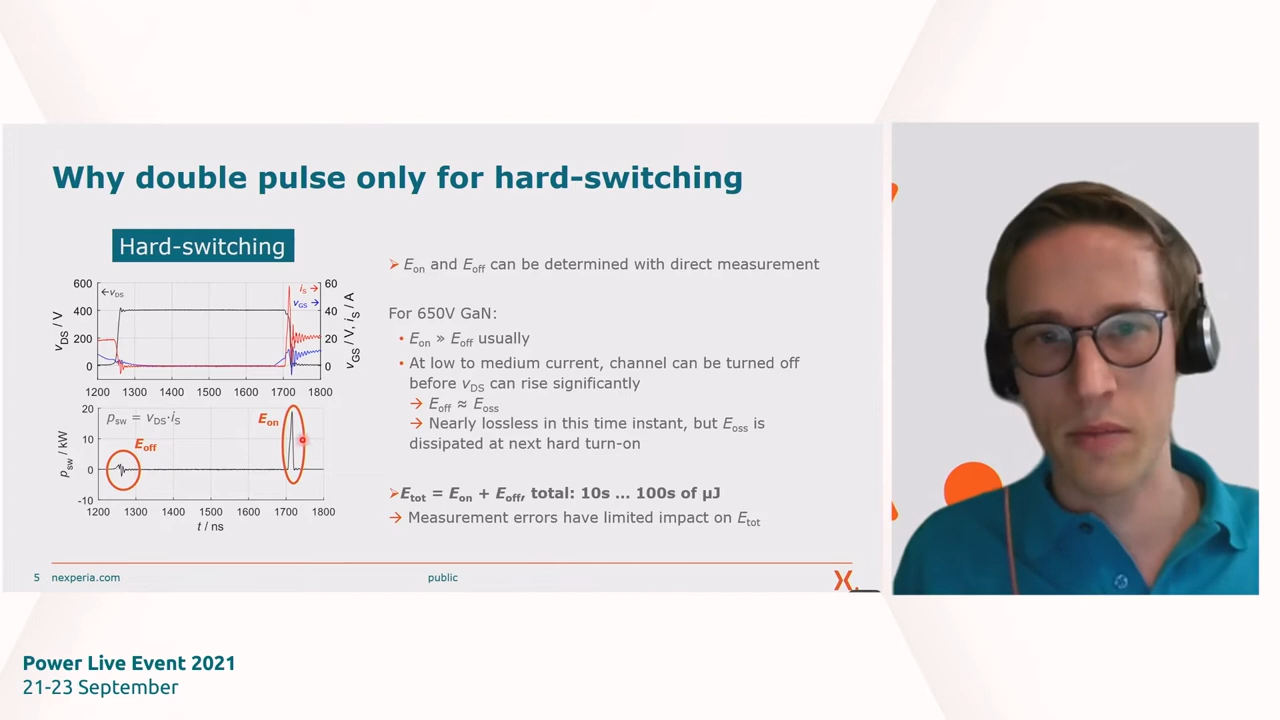 Why double pulse only for hard-switching
Hard-switching
600
400
200
0
←vDS
iS →
vGS →
60
40
20
0
vDS / V
vGS / V, iS / A
1200 1300 1400 1500 1600 1700 1800
20
10
0
-10
psw = vDS·iS
Eon
Eoff
psw / kW
1200 1300 1400 1500 1600 1700 1800
t / ns
➢ Eon and Eoff can be determined with direct measurement
For 650V GaN:
• Eon » Eoff usually
• At low to medium current, channel can be turned off
before vDS can rise significantly
→ Eoff ≈ Eoss
→ Nearly lossless in this time instant, but Eoss is
dissipated at next hard turn-on
➢Etot = Eon + Eoff, total: 10s ... 100s of µJ
→ Measurement errors have limited impact on Etot
5 nexperia.com public
Power Live Event 2021
21-23 September